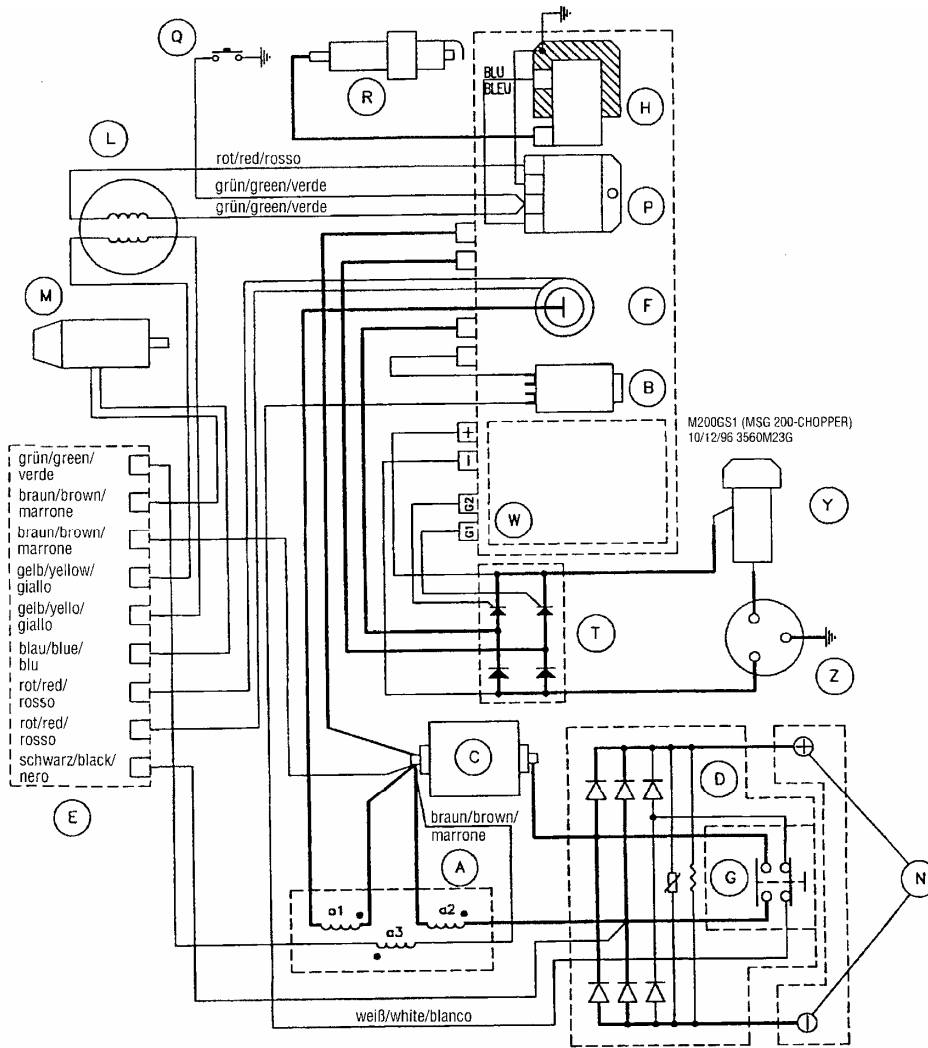 Q
R
BLU
BLEU
H
L
rot/red/rosso
grün/green/verde
grün/green/verde
P
M
F
B
M200GS1 (MSG 200-CHOPPER)
10/12/96 3560M23G
+
−
G2
G1
W
Y
grün/green/
verde
braun/brown/
marrone
braun/brown/
marrone
gelb/yellow/
giallo
gelb/yello/
giallo
blau/blue/
blu
rot/red/
rosso
rot/red/
rosso
schwarz/black/
nero
E
T
Z
C
D
braun/brown/
marrone
A
G
N
a1
a2
a3
+
−
weiß/white/blanco